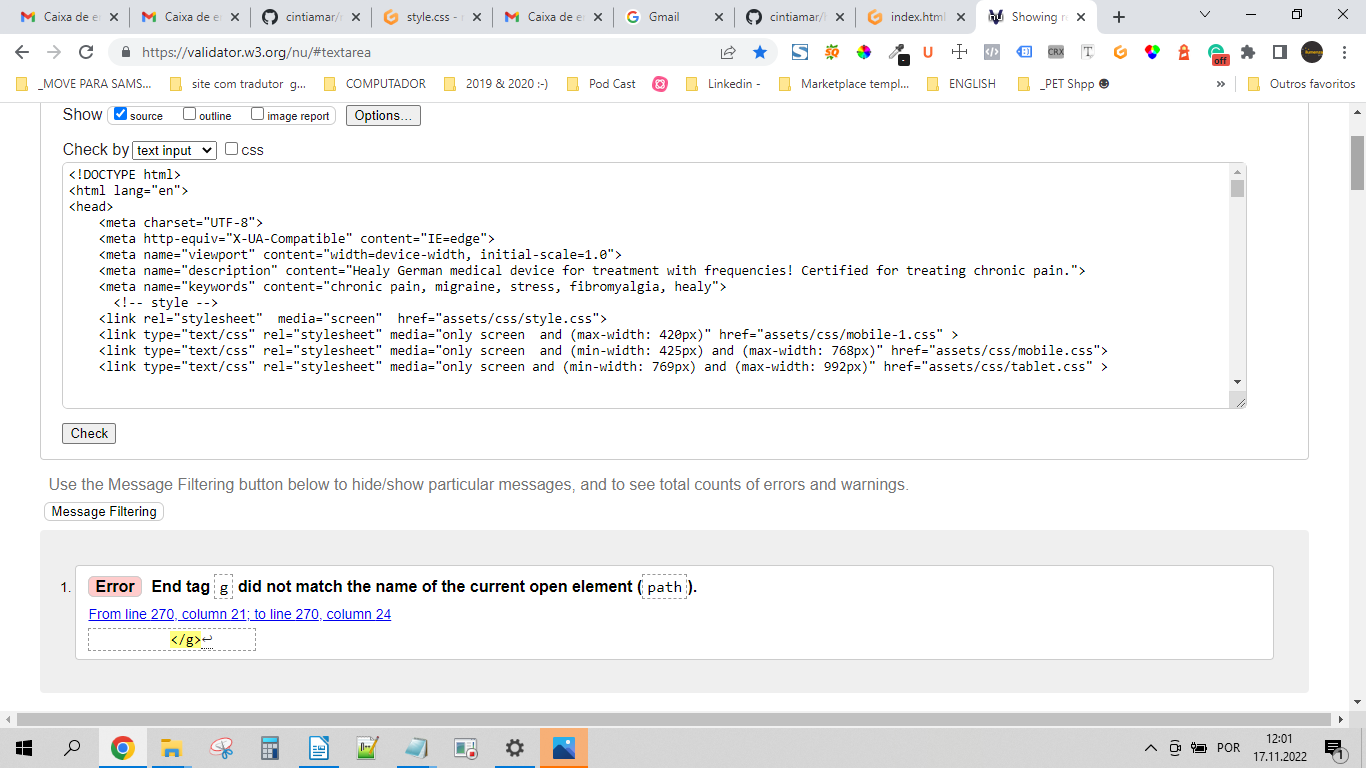 Caixa de e
Caixa de e
cintiamar/r
style.css - r
Caixa de e
Gmail
cintiamar/
index.html
Showing r
https://validator.w3.org/nu/#textarea
CRX
T
U
off
_MOVE PARA SAMS...
site com tradutor g...
COMPUTADOR
2019 & 2020 :-)
Pod Cast
Linkedin -
Marketplace templ...
ENGLISH
_PET Shpp ☻
»
Outros favoritos
Show source outline image report Options...
Check by text input css
<!DOCTYPE html>
<html lang="en">
<head>
<meta charset="UTF-8">
<meta http-equiv="X-UA-Compatible" content="IE=edge">
<meta name="viewport" content="width=device-width, initial-scale=1.0">
<meta name="description" content="Healy German medical device for treatment with frequencies! Certified for treating chronic pain.">
<meta name="keywords" content="chronic pain, migraine, stress, fibromyalgia, healy">
<!-- style -->
<link rel="stylesheet"  media="screen"  href="assets/css/style.css">
<link type="text/css" rel="stylesheet" media="only screen  and (max-width: 420px)" href="assets/css/mobile-1.css" >
<link type="text/css" rel="stylesheet" media="only screen  and (min-width: 425px) and (max-width: 768px)" href="assets/css/mobile.css">
<link type="text/css" rel="stylesheet" media="only screen and (min-width: 769px) and (max-width: 992px)" href="assets/css/tablet.css" >
Check
Use the Message Filtering button below to hide/show particular messages, and to see total counts of errors and warnings.
Message Filtering
1. Error End tag g did not match the name of the current open element (path).
From line 270, column 21; to line 270, column 24
</g>↩
POR
12:01
17.11.2022
1